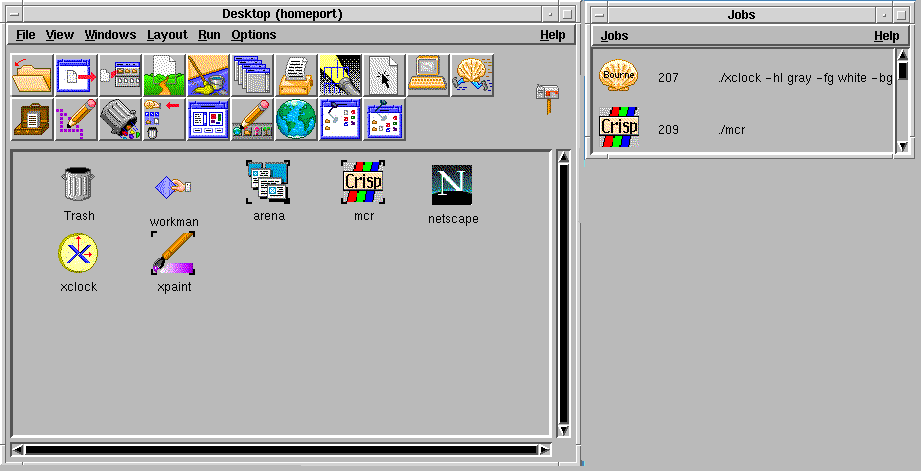 Desktop (homeport)
File View Windows Layout Run Options Help
Trash
workman
arena
Crisp
mcr
N
netscape
xclock
xpaint
Jobs
Jobs Help
Bourne 207 ./xclock -hl gray -fg white -bg
Crisp 209 ./mcr